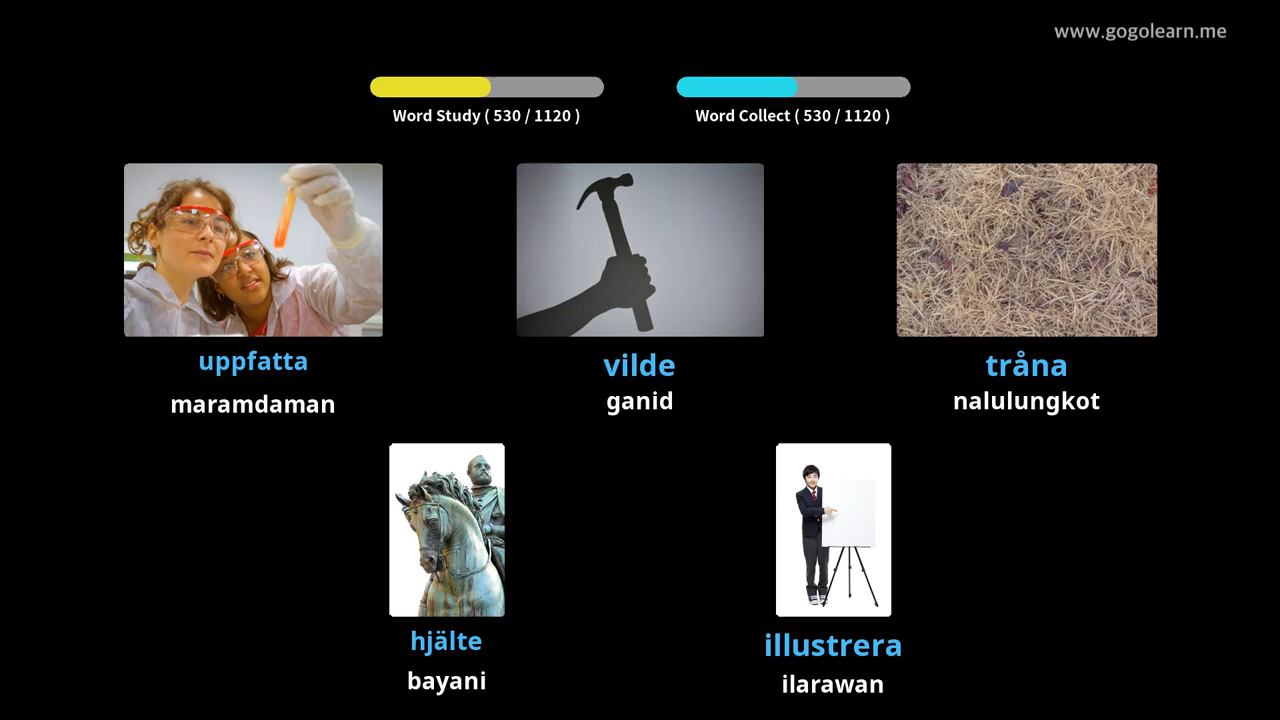 www.gogolearn.me
Word Study ( 530 / 1120 )
Word Collect ( 530 / 1120 )
uppfatta
maramdaman
vilde
ganid
tråna
nalulungkot
hjälte
bayani
illustrera
ilarawan